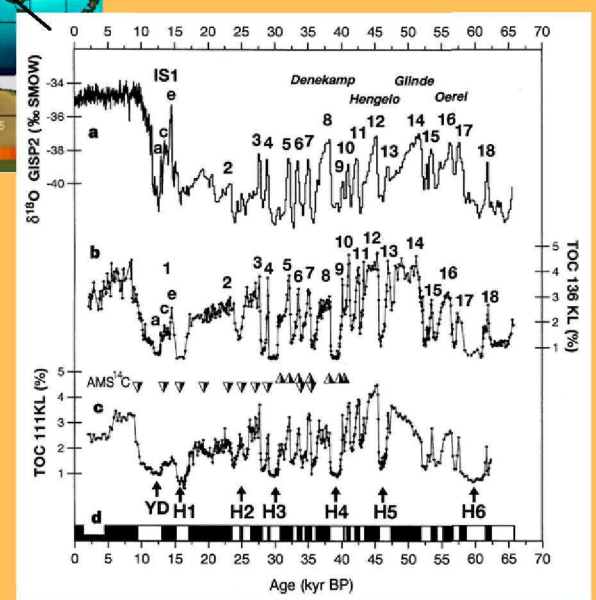 0 5 10 15 20 25 30 35 40 45 50 55 60 65 70
IS1
Denekamp
Glinde
Hengelo
Oerel
δ18O GISP2 (‰ SMOW)
-34
-36
-38
-40
a
e
c
a
2
3
4
5
6
7
8
9
10
11
12
13
14
15
16
17
18
b
1
a
c
e
2
3
4
5
6
7
8
9
10
11
12
13
14
15
16
17
18
TOC 136 KL (%)
5
4
3
2
1
AMS14C
TOC 111KL (%)
5
4
3
2
1
c
YD
H1
H2
H3
H4
H5
H6
d
0 5 10 15 20 25 30 35 40 45 50 55 60 65 70
Age (kyr BP)